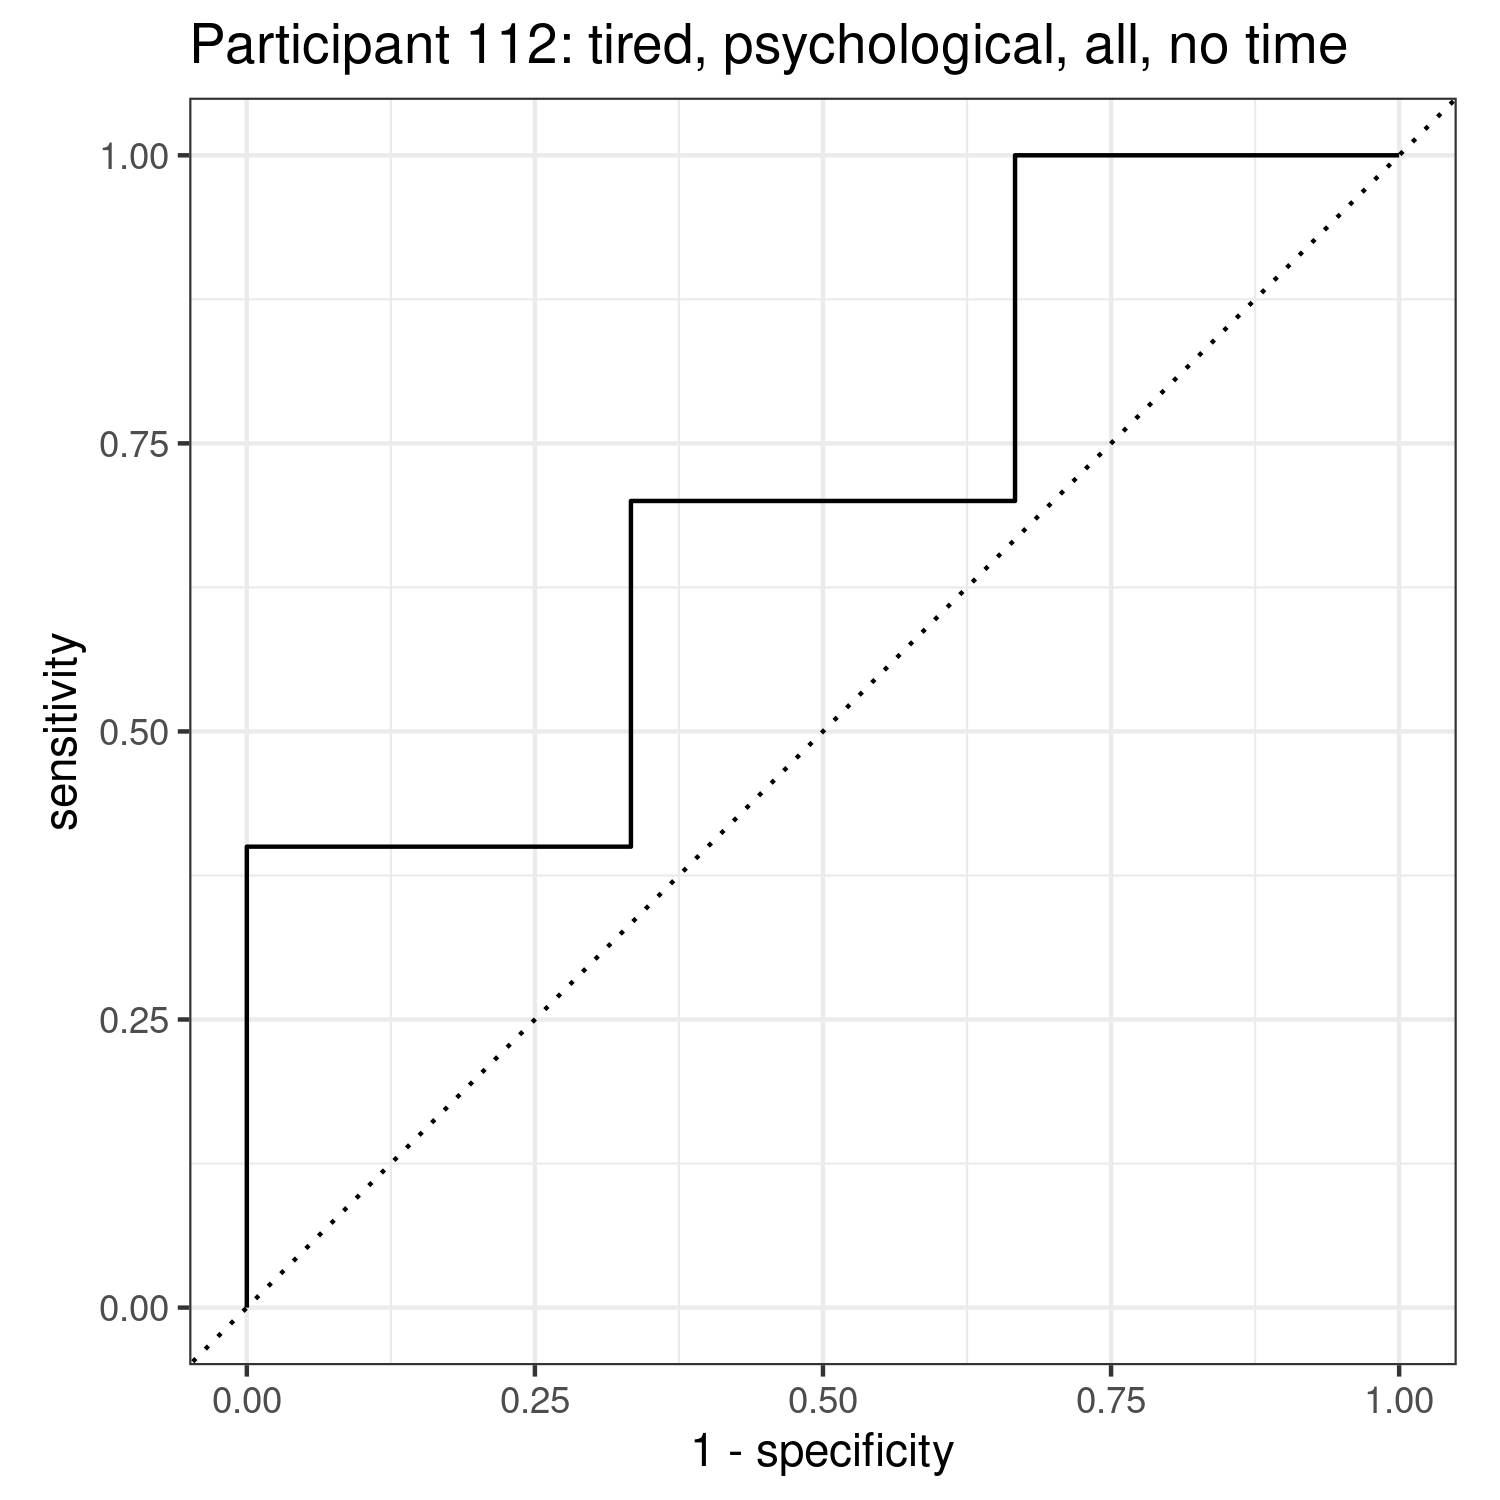 Participant 112: tired, psychological, all, no time
1.00
0.75
0.50
0.25
0.00
sensitivity
0.00 0.25 0.50 0.75 1.00
1 - specificity